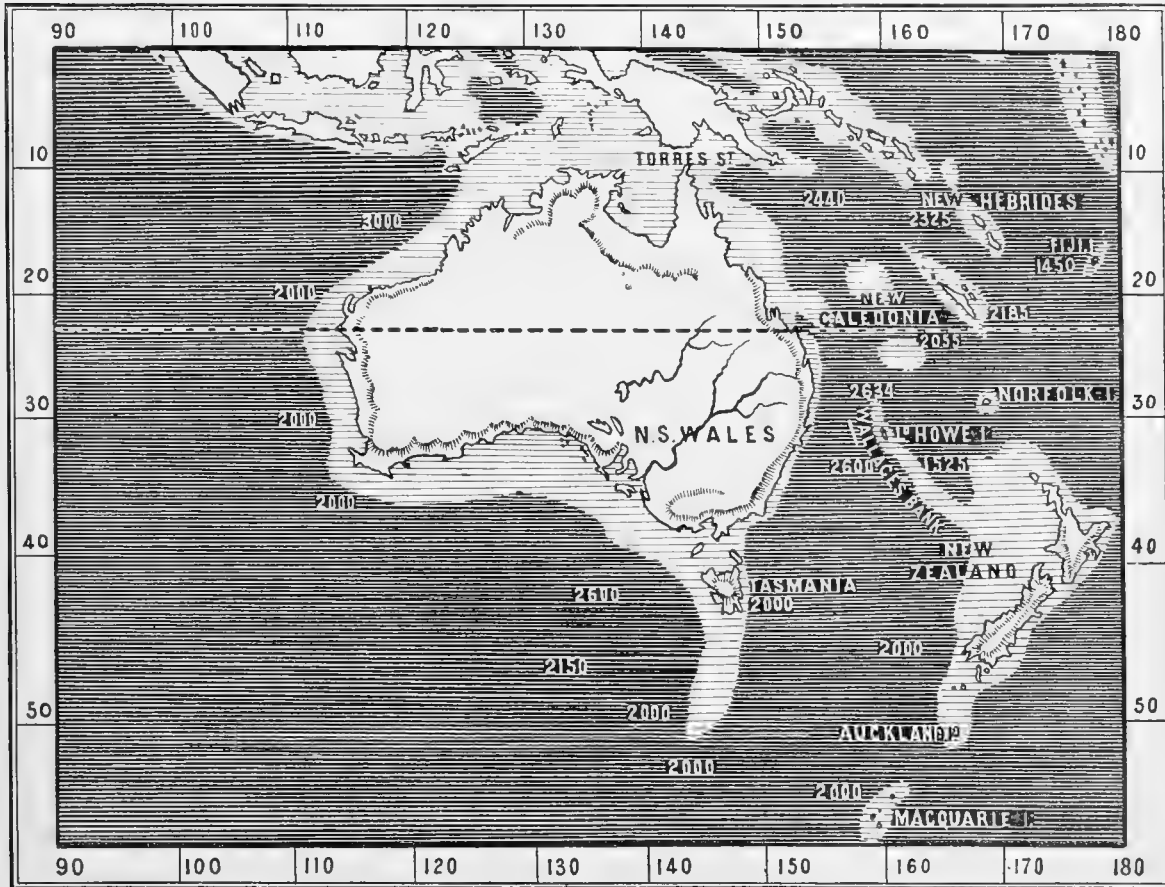 90 100 110 120 130 140 150 160 170 180
10 10
TORRES ST
2440
NEW HEBRIDES
2325
3000
FIJI I
1450
20 20
2000
NEW
CALEDONIA
2185
2055
2634
NORFOLK I.
30 30
2000
N.S. WALES
LD HOWE I.
WALLACES BANK
2600
1525
2000
40 40
NEW
ZEALAND
TASMANIA
2000
2600
2000
2150
50 50
2000
AUCKLAND IS
2000
2000
MACQUARIE I
90 100 110 120 130 140 150 160 170 180